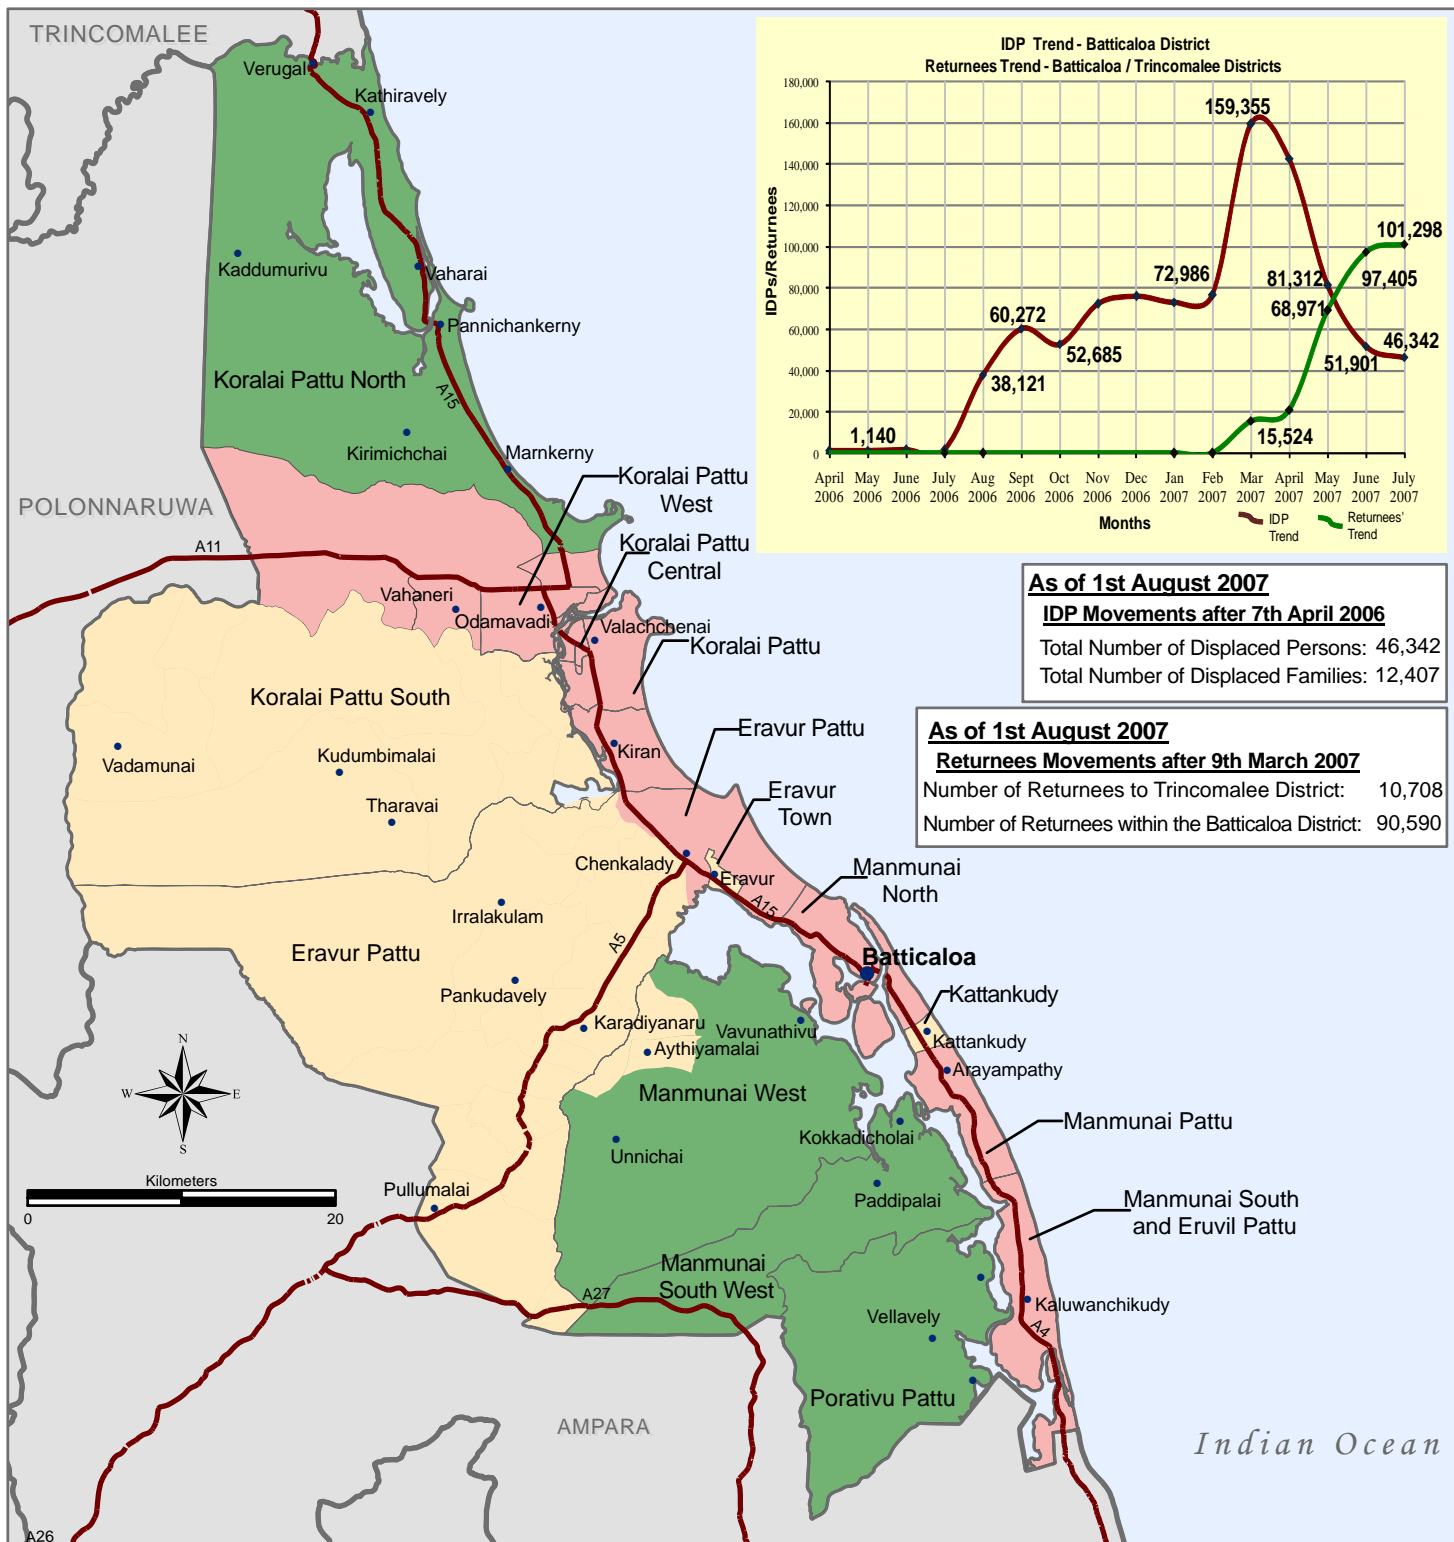 TRINCOMALEE
Verugal
Kathiravely
Kaddumurivu
Vaharai
Pannichankerny
Koralai Pattu North
A15
Kirimichchai
Marnkerny
POLONNARUWA
Koralai Pattu
West
A11
Koralai Pattu
Central
Vahaneri
Odamavadi
Valachchenai
Koralai Pattu
Koralai Pattu South
Eravur Pattu
Vadamunai
Kudumbimalai
Kiran
Tharavai
Eravur
Town
Chenkalady
Eravur
Manmunai
North
A15
Irralakulam
A5
Eravur Pattu
Batticaloa
Pankudavely
Kattankudy
Karadiyanaru
Vavunathivu
Kattankudy
Aythiyamalai
Arayampathy
Manmunai West
Manmunai Pattu
Kokkadicholai
Unnichai
Paddipalai
Pullumalai
Manmunai South
and Eruvil Pattu
Manmunai
South West
A27
Kaluwanchikudy
Vellavely
A4
Porativu Pattu
AMPARA
Indian Ocean
A26
N
W E
S
Kilometers
0 20
IDP Trend - Batticaloa District
Returnees Trend - Batticaloa / Trincomalee Districts
IDPs/Returnees
180,000
160,000
140,000
120,000
100,000
80,000
60,000
40,000
20,000
0
1,140
38,121
60,272
52,685
72,986
159,355
81,312
68,971
51,901
15,524
101,298
97,405
46,342
April May June July Aug Sept Oct Nov Dec Jan Feb Mar April May June July
2006 2006 2006 2006 2006 2006 2006 2006 2006 2007 2007 2007 2007 2007 2007 2007
Months
IDP
Trend
Returnees'
Trend
As of 1st August 2007
IDP Movements after 7th April 2006
Total Number of Displaced Persons: 46,342
Total Number of Displaced Families: 12,407
As of 1st August 2007
Returnees Movements after 9th March 2007
Number of Returnees to Trincomalee District: 10,708
Number of Returnees within the Batticaloa District: 90,590